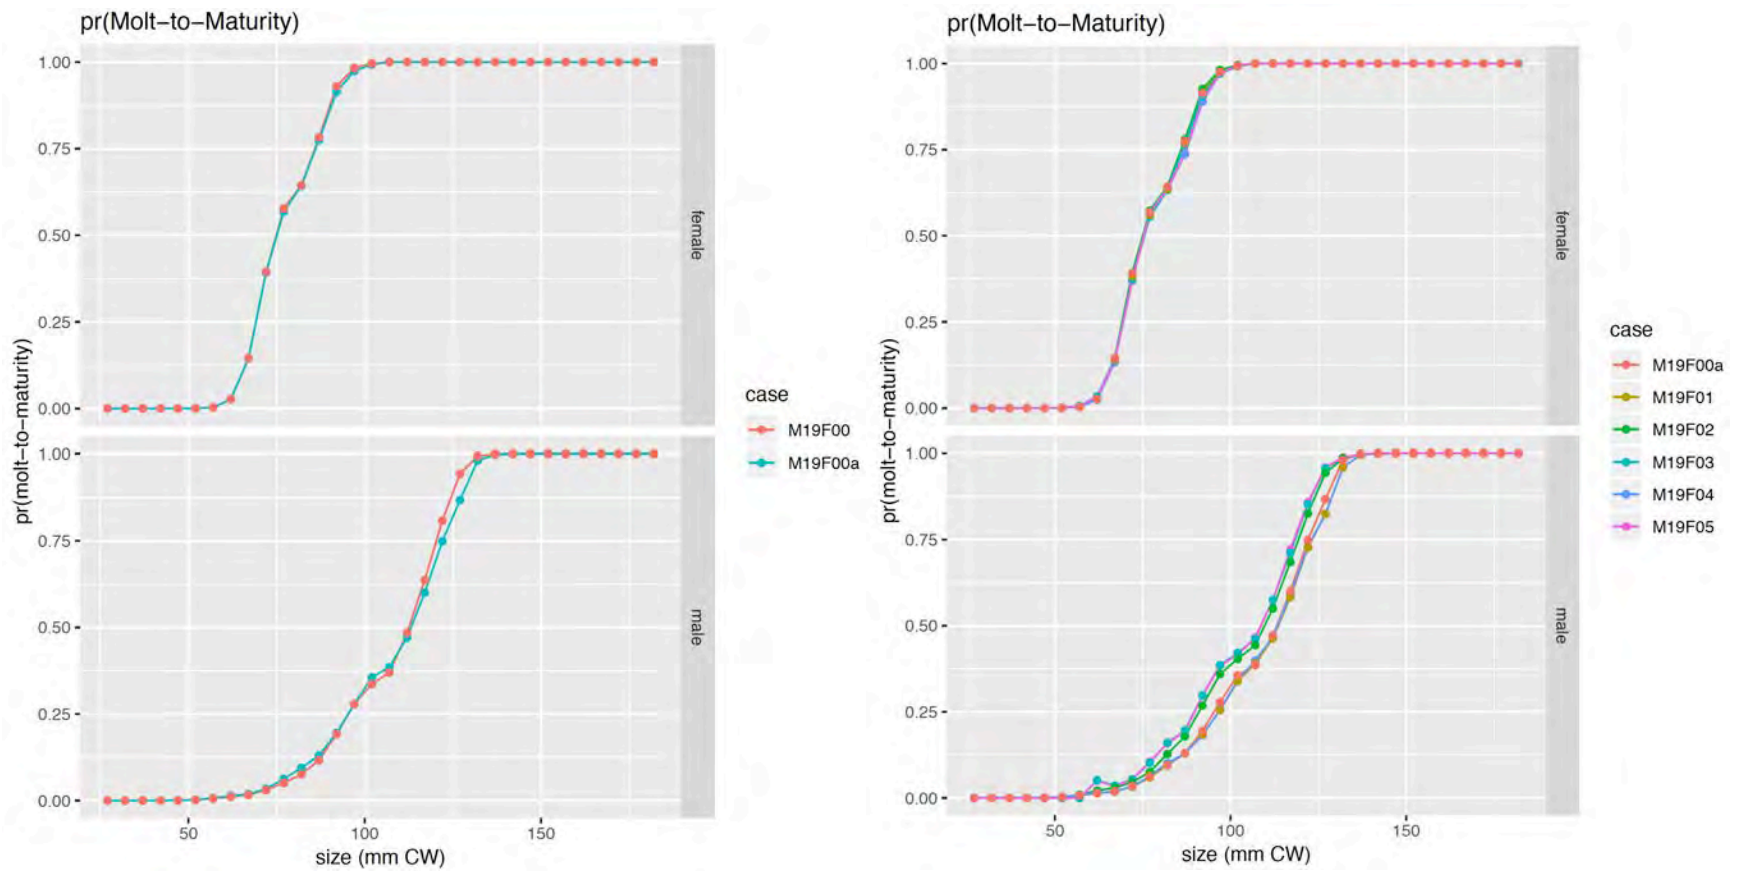 pr(Molt-to-Maturity)
1.00
0.75
0.50
0.25
0.00
female
1.00
0.75
0.50
0.25
0.00
male
pr(molt-to-maturity)
50
100
150
size (mm CW)
case
M19F00
M19F00a
pr(Molt-to-Maturity)
1.00
0.75
0.50
0.25
0.00
female
1.00
0.75
0.50
0.25
0.00
male
pr(molt-to-maturity)
50
100
150
size (mm CW)
case
M19F00a
M19F01
M19F02
M19F03
M19F04
M19F05